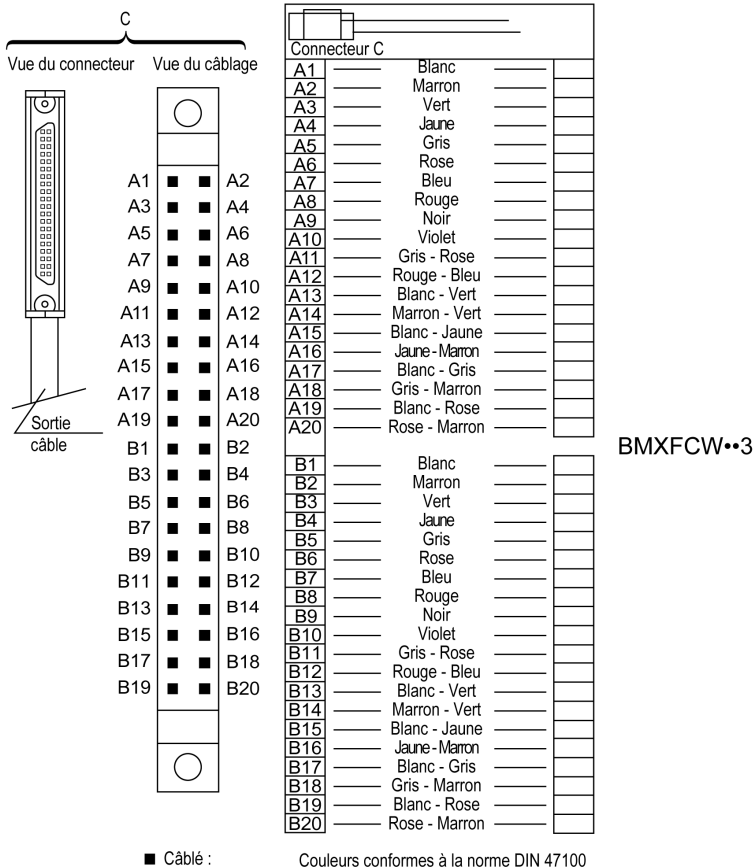 C
Vue du connecteur Vue du câblage
A1 A2
A3 A4
A5 A6
A7 A8
A9 A10
A11 A12
A13 A14
A15 A16
A17 A18
A19 A20
B1 B2
B3 B4
B5 B6
B7 B8
B9 B10
B11 B12
B13 B14
B15 B16
B17 B18
B19 B20
Sortie
câble
Connecteur C
A1 Blanc
A2 Marron
A3 Vert
A4 Jaune
A5 Gris
A6 Rose
A7 Bleu
A8 Rouge
A9 Noir
A10 Violet
A11 Gris - Rose
A12 Rouge - Bleu
A13 Blanc - Vert
A14 Marron - Vert
A15 Blanc - Jaune
A16 Jaune - Marron
A17 Blanc - Gris
A18 Gris - Marron
A19 Blanc - Rose
A20 Rose - Marron
B1 Blanc
B2 Marron
B3 Vert
B4 Jaune
B5 Gris
B6 Rose
B7 Bleu
B8 Rouge
B9 Noir
B10 Violet
B11 Gris - Rose
B12 Rouge - Bleu
B13 Blanc - Vert
B14 Marron - Vert
B15 Blanc - Jaune
B16 Jaune - Marron
B17 Blanc - Gris
B18 Gris - Marron
B19 Blanc - Rose
B20 Rose - Marron
BMXFCW••3
■ Câblé :
Couleurs conformes à la norme DIN 47100